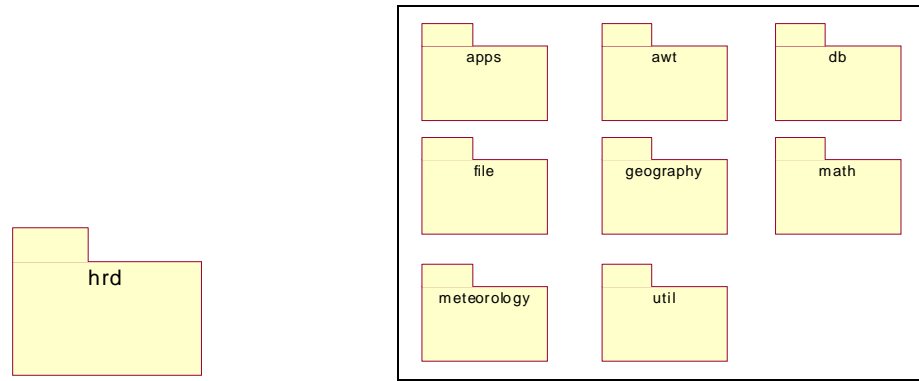 apps
awt
db
file
geography
math
hrd
meteorology
util